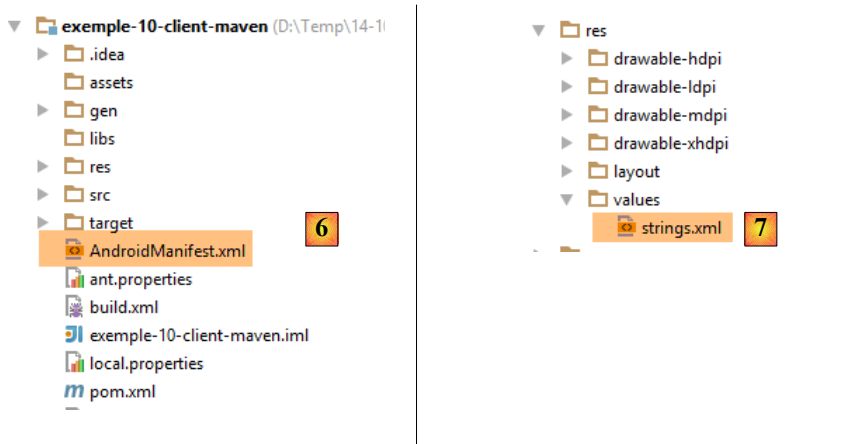 exemple-10-client-maven (D:\Temp\14-10
.idea
assets
gen
libs
res
src
target
AndroidManifest.xml
6
ant.properties
build.xml
exemple-10-client-maven.iml
local.properties
pom.xml
res
drawable-hdpi
drawable-ldpi
drawable-mdpi
drawable-xhdpi
layout
values
strings.xml
7